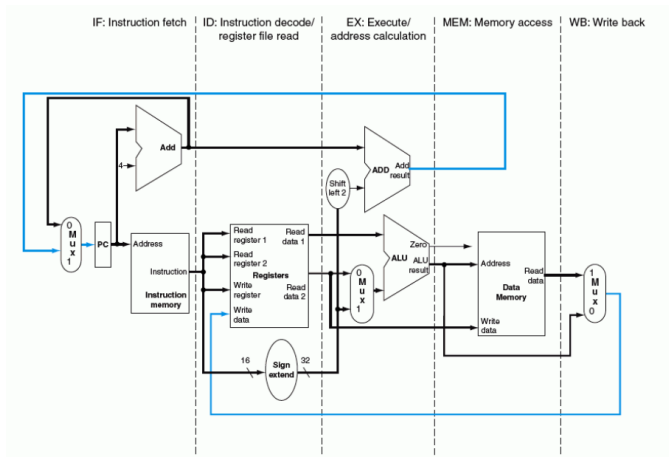 IF: Instruction fetch
ID: Instruction decode/
register file read
EX: Execute/
address calculation
MEM: Memory access
WB: Write back
Add
4
ADD
Add
result
Shift
left 2
0
M
u
x
1
PC
Address
Instruction
Instruction
memory
Read
register 1
Read
data 1
Read
register 2
Registers
Write
register
Read
data 2
Write
data
0
M
u
x
1
Zero
ALU
ALU
result
Address
Read
data
Data
Memory
Write
data
1
M
u
x
0
16
Sign
extend
32